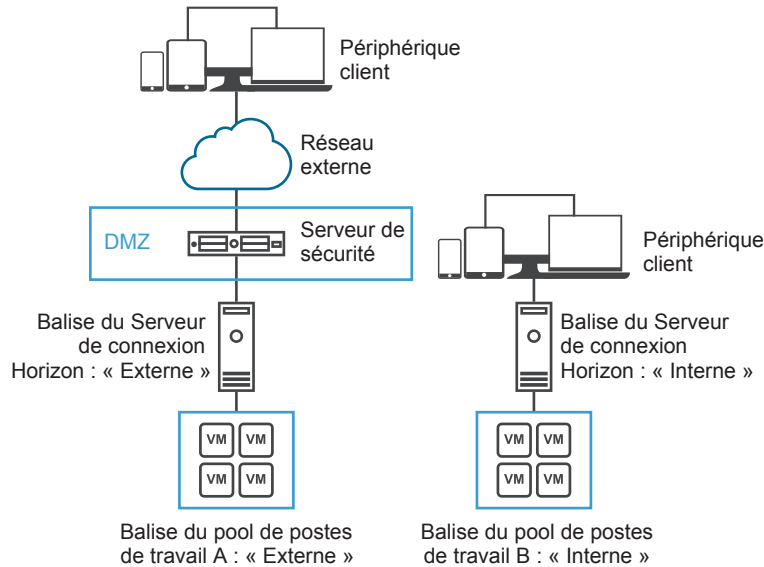 Périphérique
client
Réseau
externe
DMZ
Serveur de
sécurité
Périphérique
client
Balise du Serveur
de connexion
Horizon : « Externe »
Balise du Serveur
de connexion
Horizon : « Interne »
VM VM
VM VM
VM VM
VM VM
Balise du pool de postes
de travail A : « Externe »
Balise du pool de postes
de travail B : « Interne »